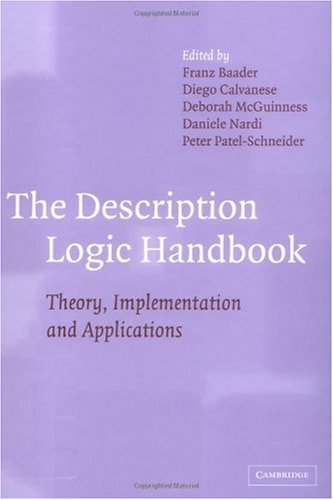 Edited by
Franz Baader
Diego Calvanese
Deborah McGuinness
Daniele Nardi
Peter Patel-Schneider
The Description
Logic Handbook
Theory, Implementation
and Applications
CAMBRIDGE